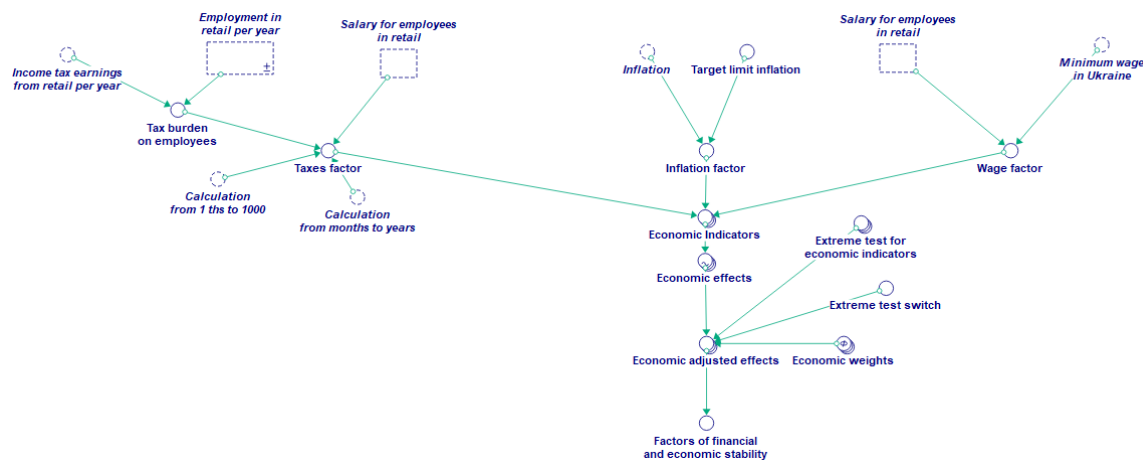 Employment in
retail per year
Salary for employees
in retail
Salary for employees
in retail
Income tax earnings
from retail per year
Inflation
Target limit inflation
Minimum wage
in Ukraine
Tax burden
on employees
Taxes factor
Inflation factor
Wage factor
Calculation
from 1 ths to 1000
Calculation
from months to years
Economic Indicators
Extreme test for
economic indicators
Economic effects
Extreme test switch
Economic adjusted effects
Economic weights
Factors of financial
and economic stability